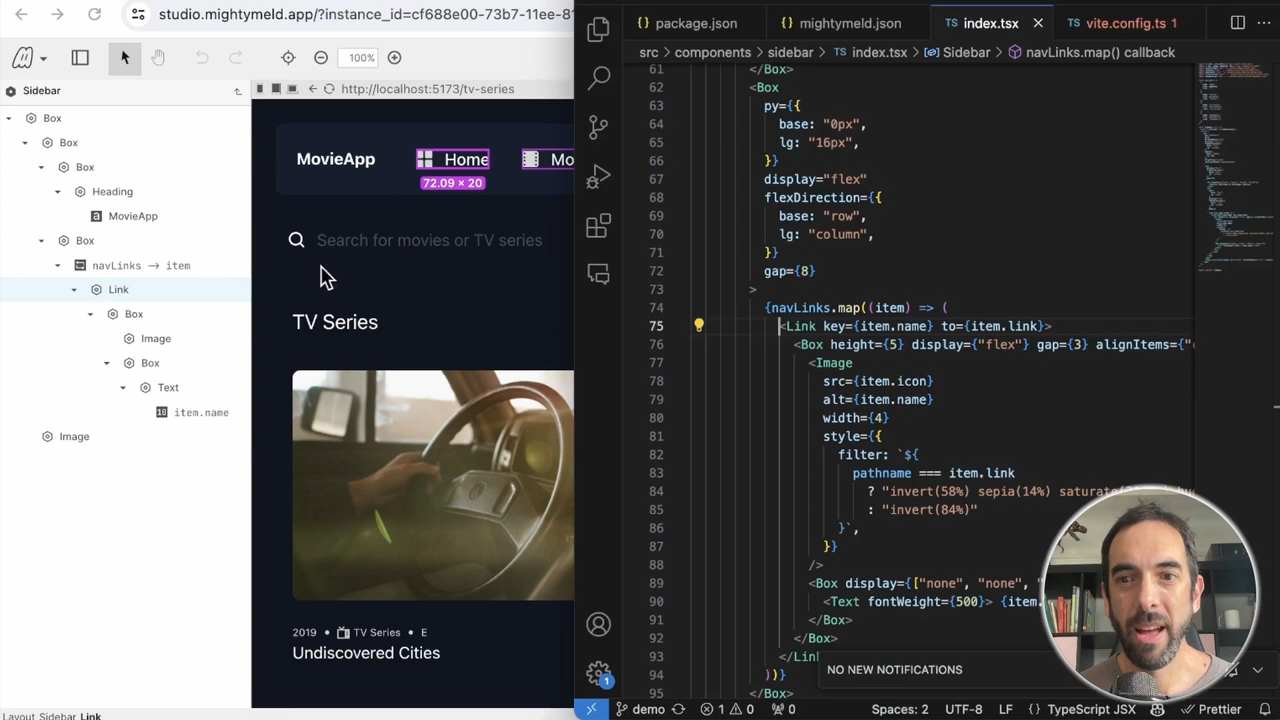 studio.mightymeld.app/?instance_id=cf688e00-73b7-11ee-81
100%
Sidebar
Box
Box
Box
Heading
MovieApp
Box
navLinks → item
Link
Box
Image
Box
Text
item.name
Image
Layout Sidebar Link
http://localhost:5173/tv-series
MovieApp
Home
Mo
72.09 × 20
Search for movies or TV series
TV Series
2019 • TV Series • E
Undiscovered Cities
package.json
mightymeld.json
TS index.tsx
TS vite.config.ts 1
src > components > sidebar > TS index.tsx > Sidebar > navLinks.map() callback
61 </Box>
62 <Box
63 py={{
64 base: "0px",
65 lg: "16px",
66 }}
67 display="flex"
68 flexDirection={{
69 base: "row",
70 lg: "column",
71 }}
72 gap={8}
73 >
74 {navLinks.map((item) => (
75 <Link key={item.name} to={item.link}>
76 <Box height={5} display={"flex"} gap={3} alignItems={"
77 <Image
78 src={item.icon}
79 alt={item.name}
80 width={4}
81 style={{
82 filter: `${
83 pathname === item.link
84 ? "invert(58%) sepia(14%)
85 : "invert(84%)"
86 }`,
87 }}
88 />
89 <Box display={["none", "none", "
90 <Text fontWeight={500}> {item.
91 </Box>
92 </Box>
93 </Link
94 ))}
95 </Box>
NO NEW NOTIFICATIONS
1
demo
1
0
0
Spaces: 2
UTF-8
LF
{} TypeScript JSX
Prettier